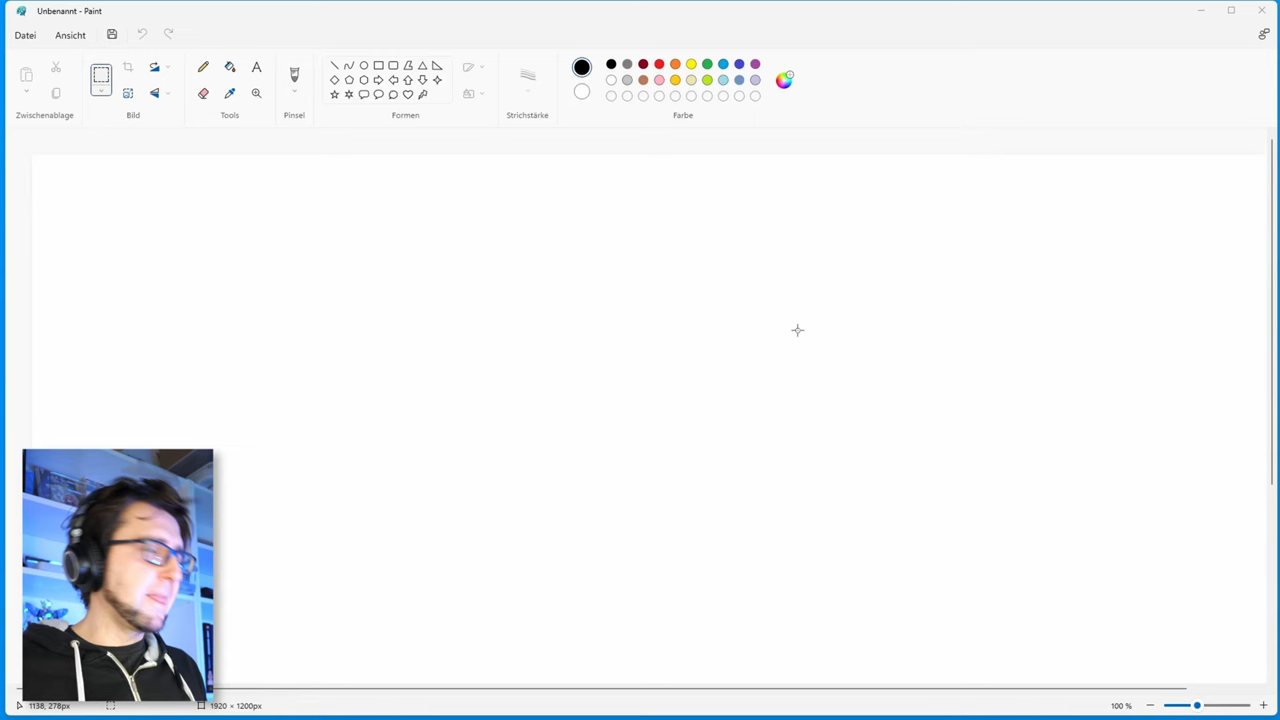 Unbenannt - Paint
Datei Ansicht
A
Zwischenablage Bild Tools Pinsel Formen Strichstärke Farbe
1138, 278px 1920 × 1200px 100 %